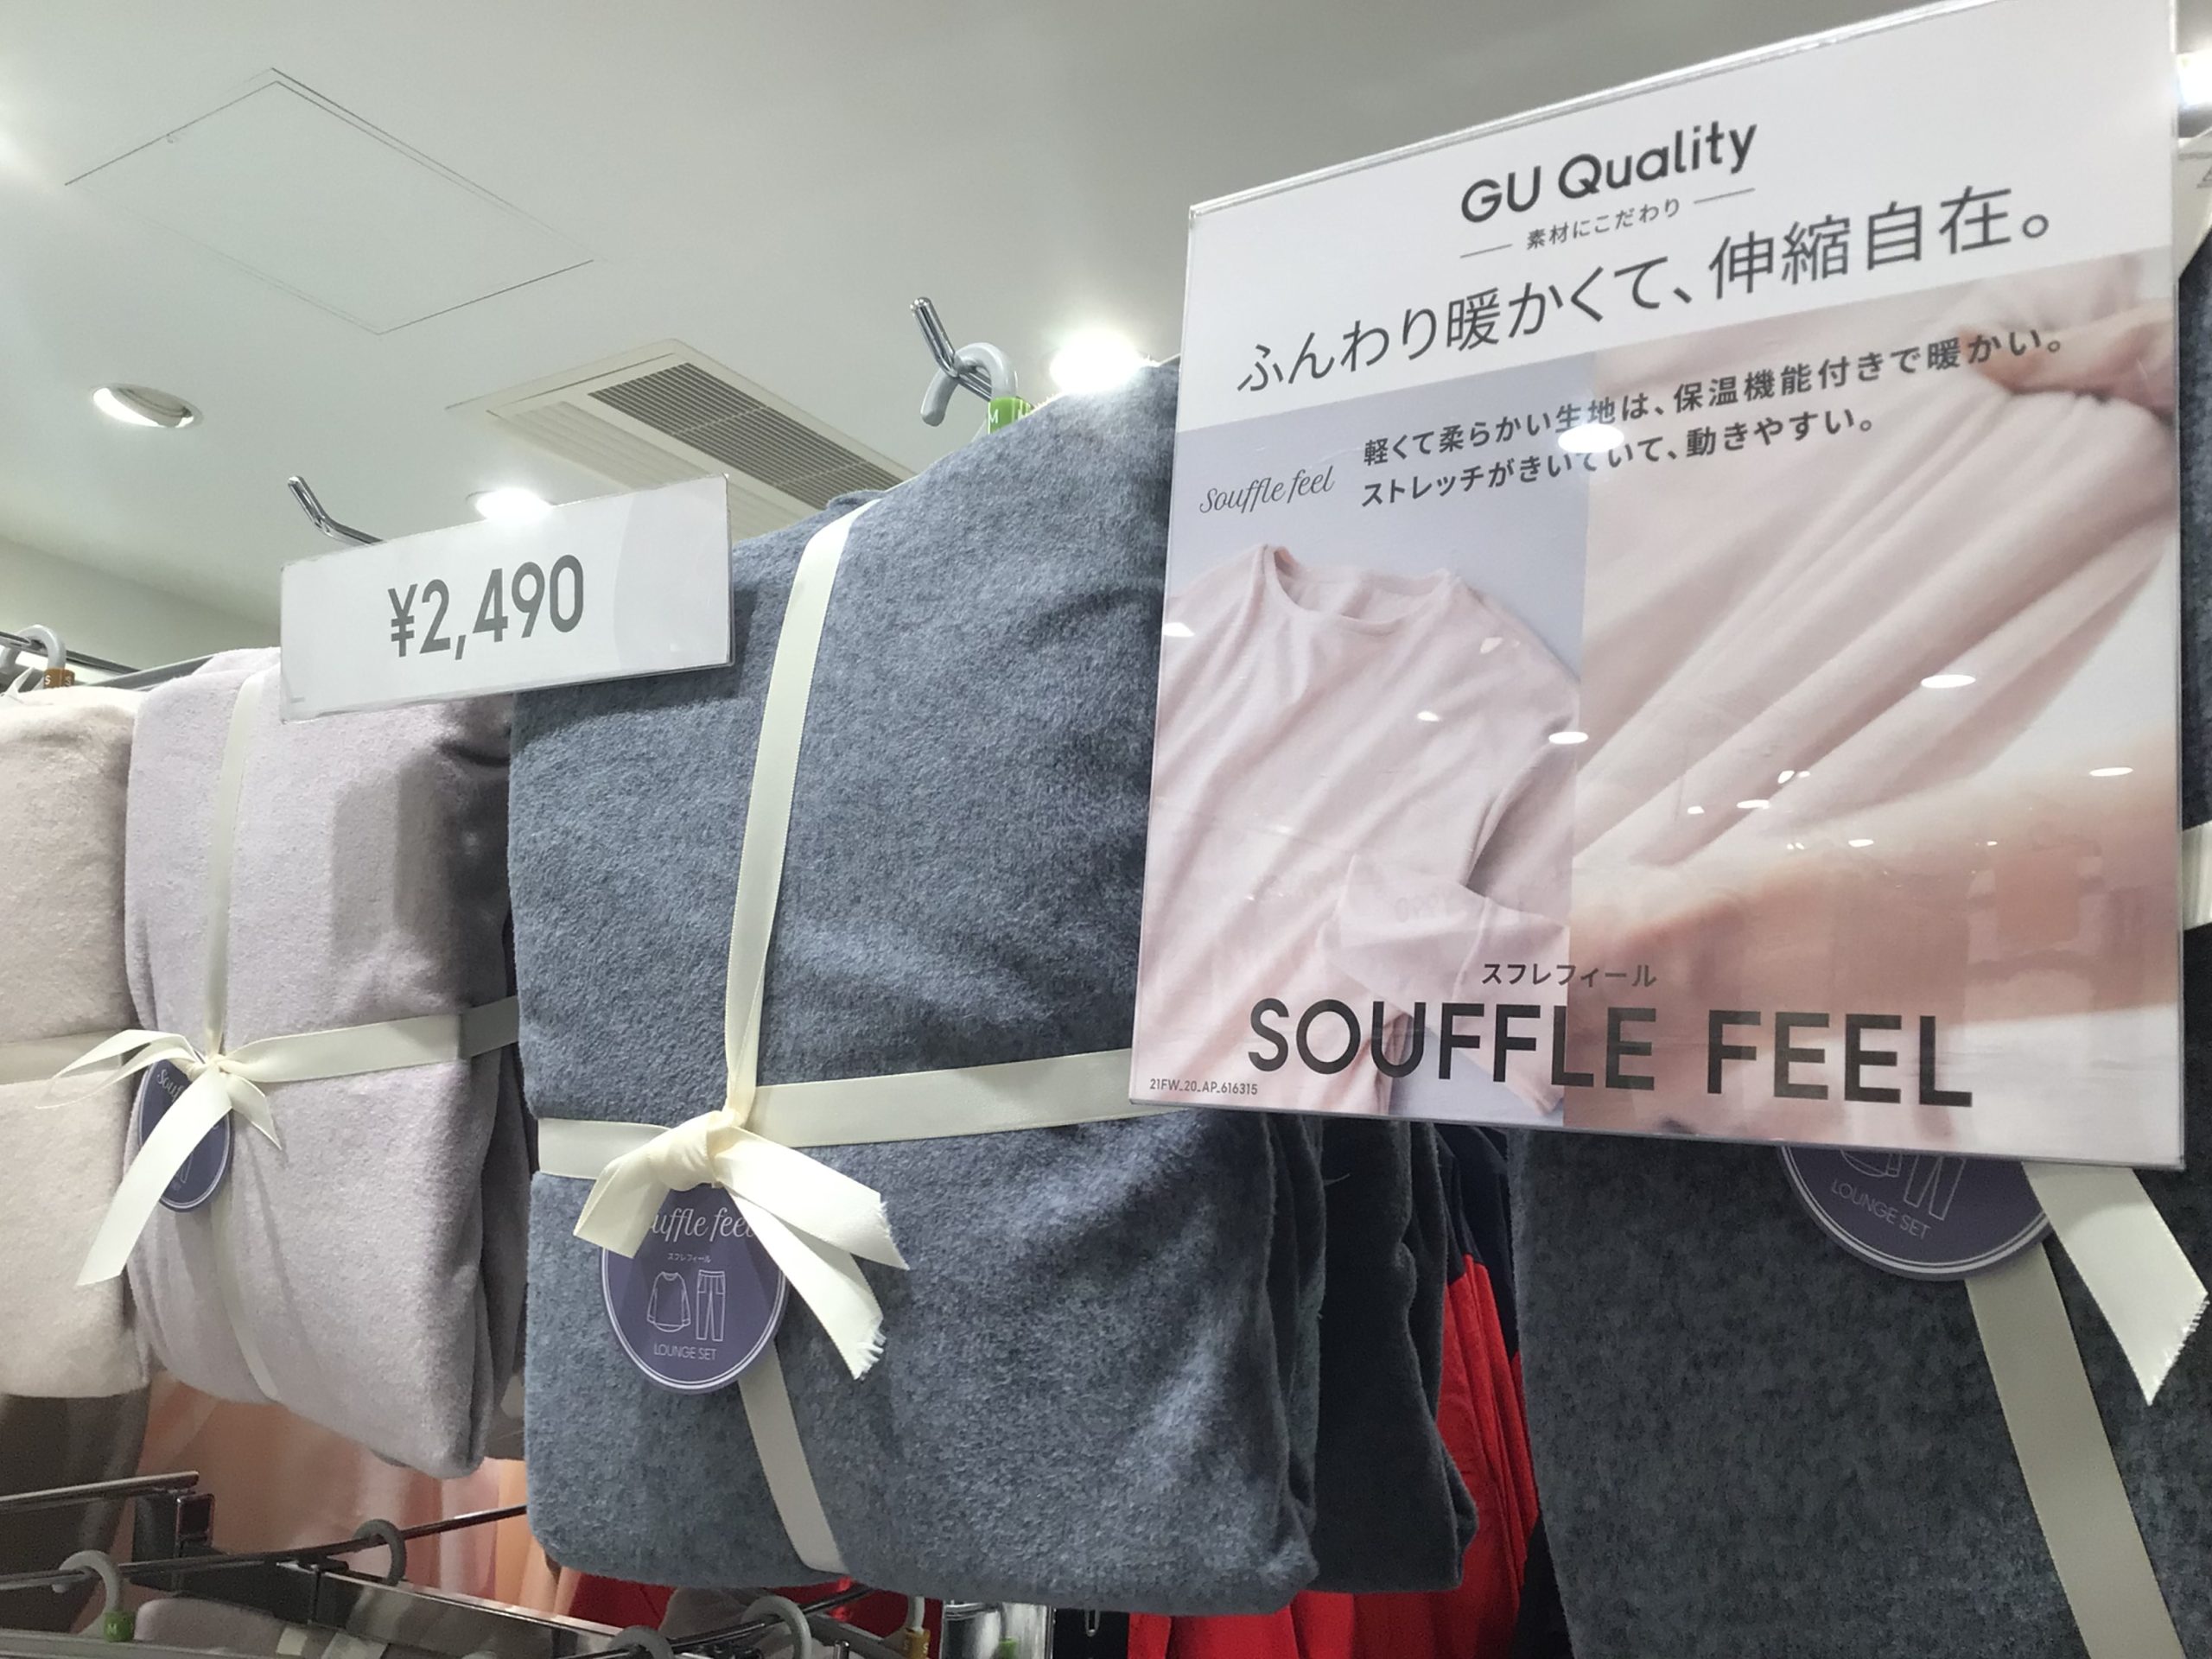 ¥2,490
GU Quality
素材にこだわり
ふんわり暖かくて、伸縮自在。
Souffle feel
軽くて柔らかい生地は、保温機能付きで暖かい。
ストレッチがきいていて、動きやすい。
スフレフィール
SOUFFLE FEEL
21FW_20_AP_616315
feel
スフレフィール
LOUNGE SET
LOUNGE SET
M
S
M
S